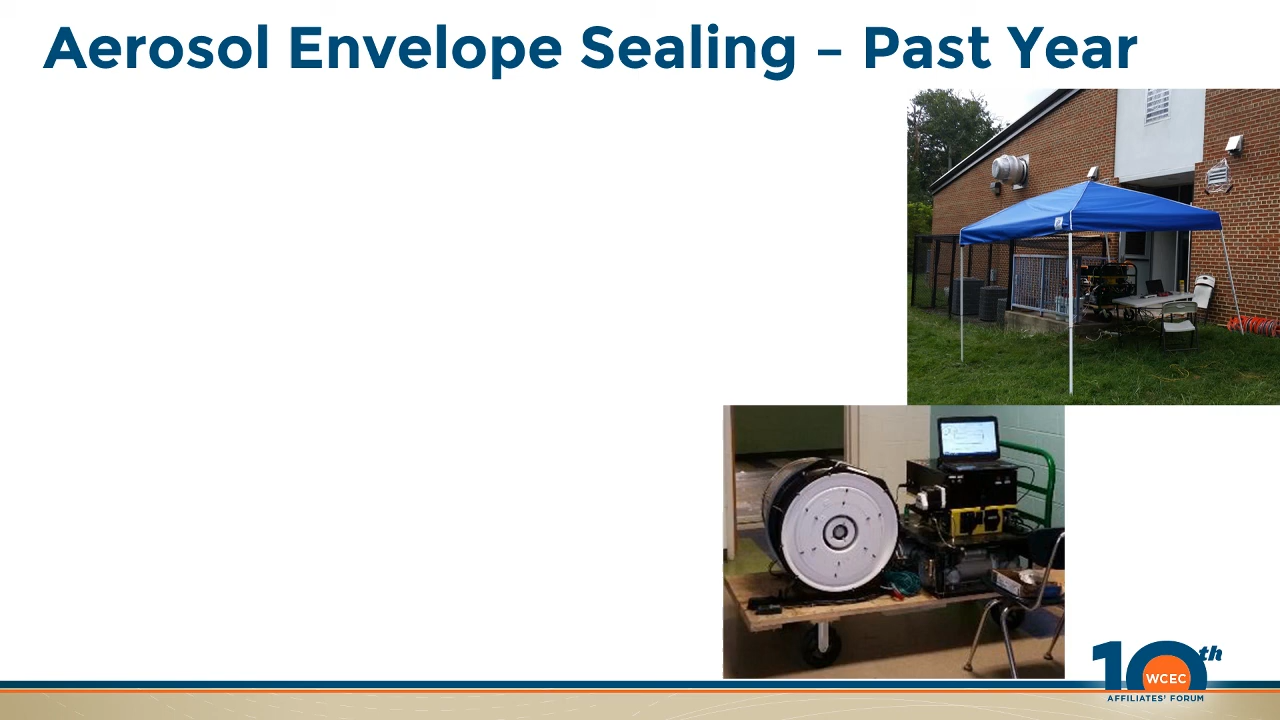 Aerosol Envelope Sealing – Past Year
10th
WCEC
AFFILIATES' FORUM